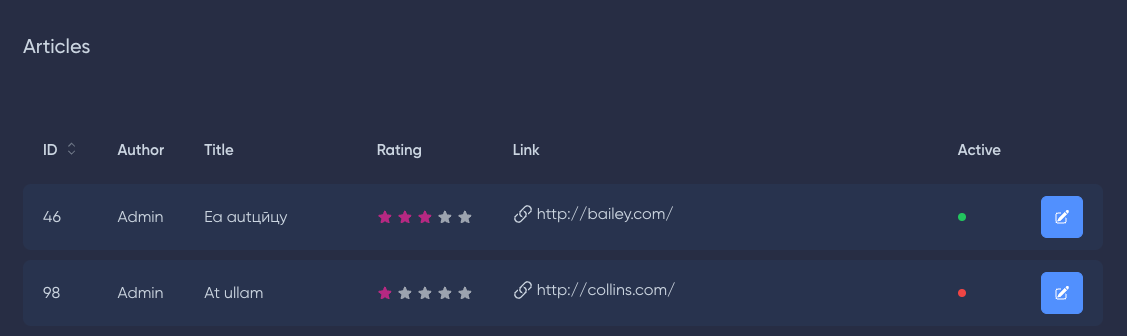 Articles
ID Author Title Rating Link Active
46 Admin Ea autцйцу http://bailey.com/
98 Admin At ullam http://collins.com/